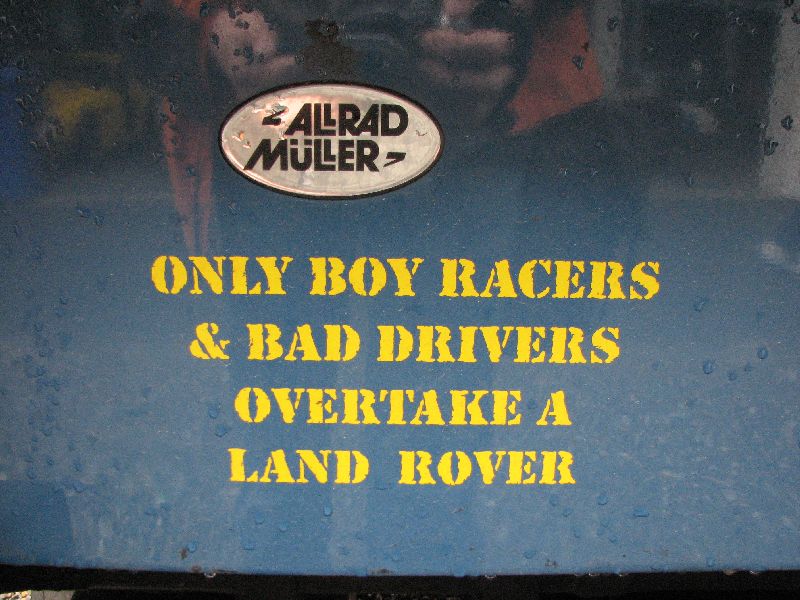 ALLRAD
MÜLLER
ONLY BOY RACERS
& BAD DRIVERS
OVERTAKE A
LAND ROVER